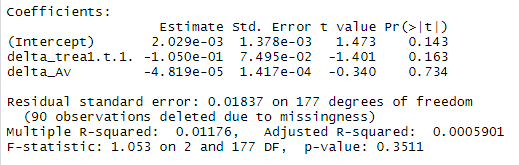 Coefficients:
Estimate Std. Error t value Pr(>|t|)
(Intercept) 2.029e-03 1.378e-03 1.473 0.143
delta_trea1.t.1. -1.050e-01 7.495e-02 -1.401 0.163
delta_Av -4.819e-05 1.417e-04 -0.340 0.734
Residual standard error: 0.01837 on 177 degrees of freedom
(90 observations deleted due to missingness)
Multiple R-squared: 0.01176, Adjusted R-squared: 0.0005901
F-statistic: 1.053 on 2 and 177 DF, p-value: 0.3511